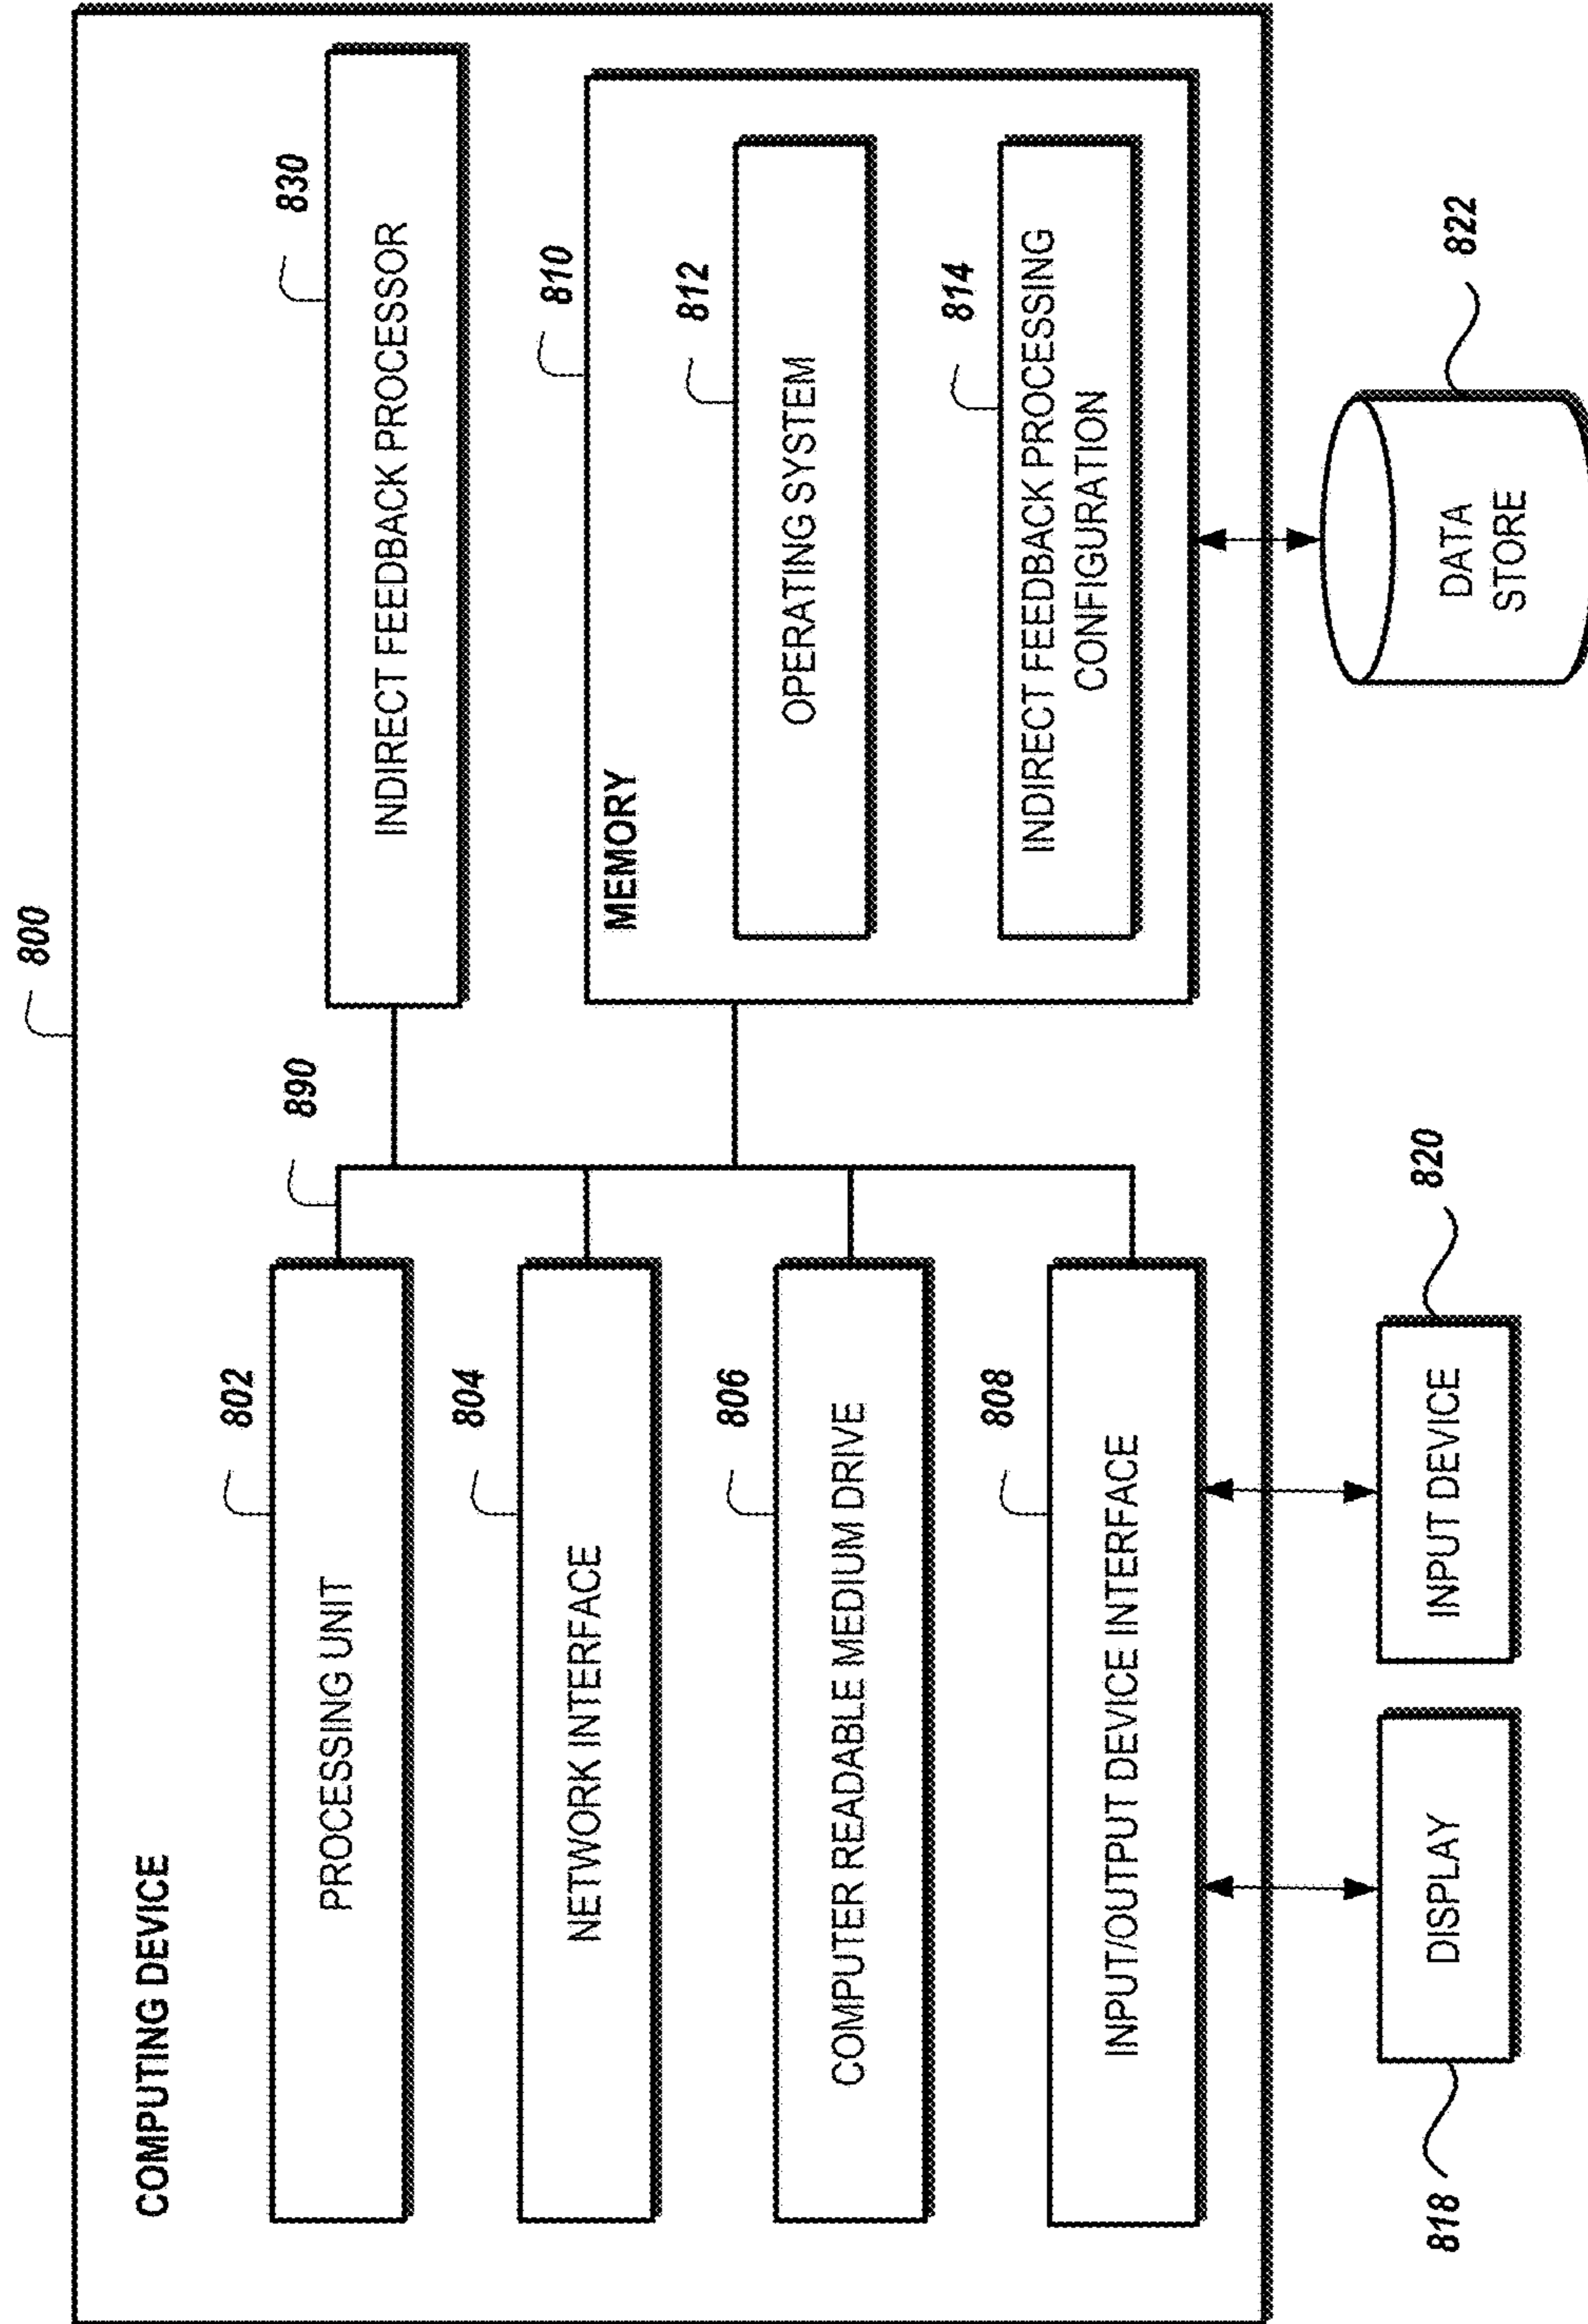 800
COMPUTING DEVICE
802
PROCESSING UNIT
804
NETWORK INTERFACE
806
COMPUTER READABLE MEDIUM DRIVE
808
INPUT/OUTPUT DEVICE INTERFACE
890
830
INDIRECT FEEDBACK PROCESSOR
810
MEMORY
812
OPERATING SYSTEM
814
INDIRECT FEEDBACK PROCESSING
CONFIGURATION
818
DISPLAY
INPUT DEVICE
820
DATA
STORE
822